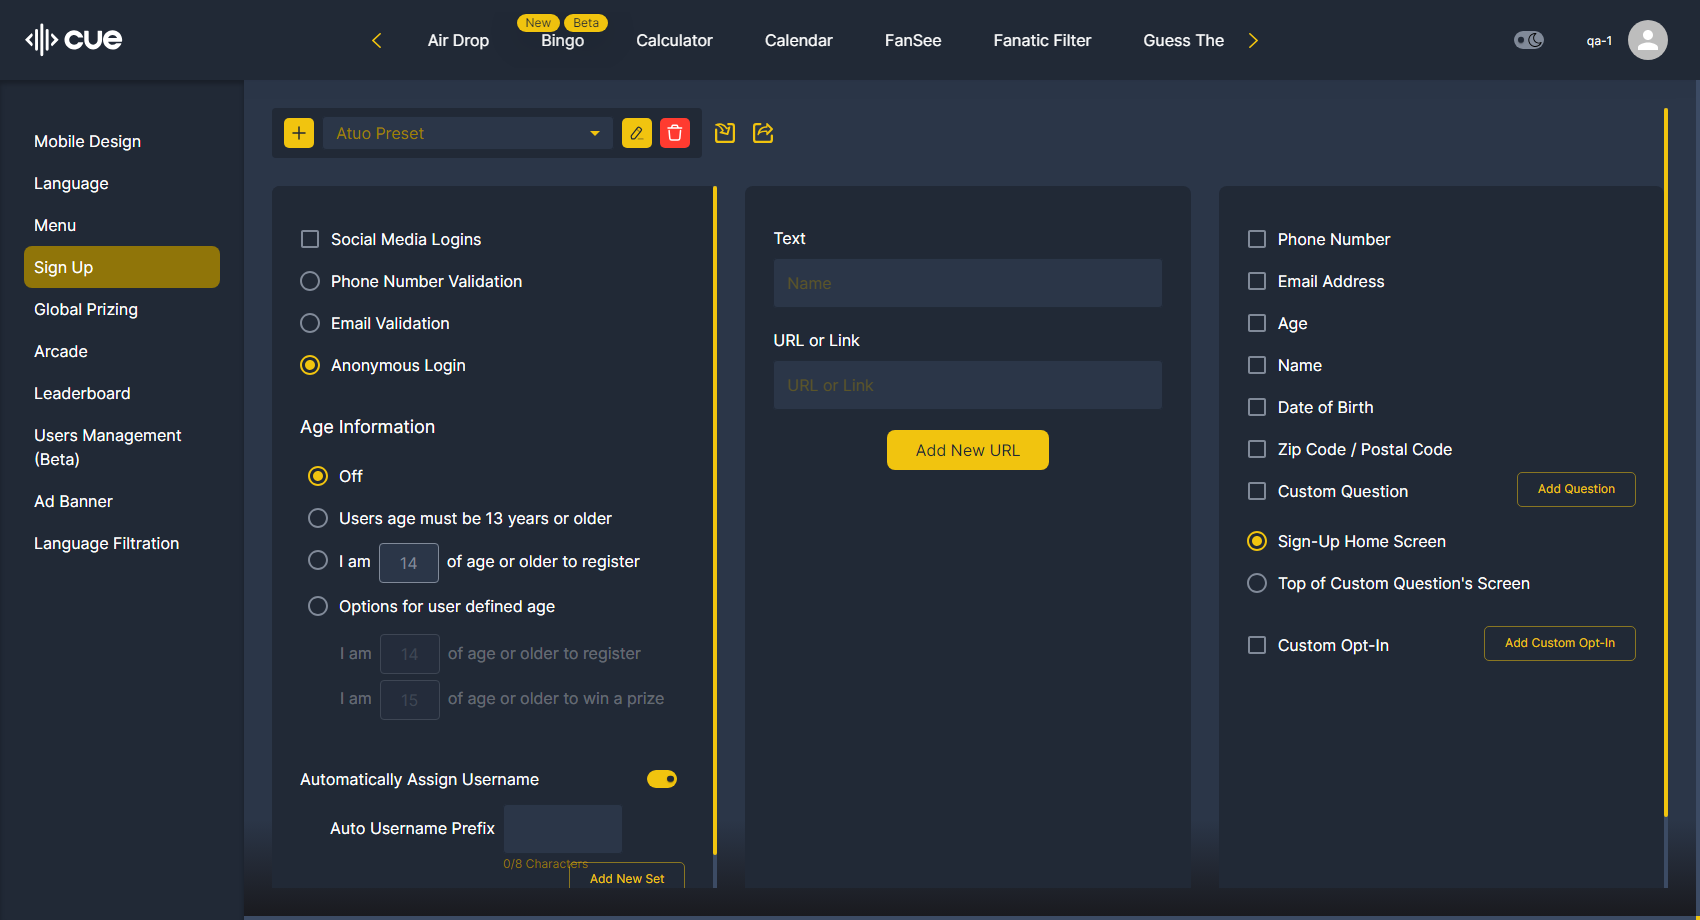 cue
New Beta
Air Drop Bingo Calculator Calendar FanSee Fanatic Filter Guess The
qa-1
Mobile Design
Language
Menu
Sign Up
Global Prizing
Arcade
Leaderboard
Users Management
(Beta)
Ad Banner
Language Filtration
Atuo Preset
Social Media Logins
Phone Number Validation
Email Validation
Anonymous Login
Age Information
Off
Users age must be 13 years or older
I am 14 of age or older to register
Options for user defined age
I am 14 of age or older to register
I am 15 of age or older to win a prize
Automatically Assign Username
Auto Username Prefix
0/8 Characters
Add New Set
Text
Name
URL or Link
URL or Link
Add New URL
Phone Number
Email Address
Age
Name
Date of Birth
Zip Code / Postal Code
Custom Question Add Question
Sign-Up Home Screen
Top of Custom Question's Screen
Custom Opt-In Add Custom Opt-In